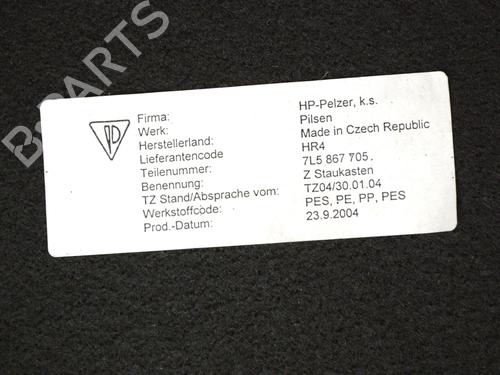 B-PARTS
Firma: HP-Pelzer, k.s.
Werk: Pilsen
Herstellerland: Made in Czech Republic
Lieferantencode HR4
Teilenummer: 7L5 867 705.
Benennung: Z Staukasten
TZ Stand/Absprache vom: TZ04/30.01.04
Werkstoffcode: PES, PE, PP, PES
Prod.-Datum: 23.9.2004